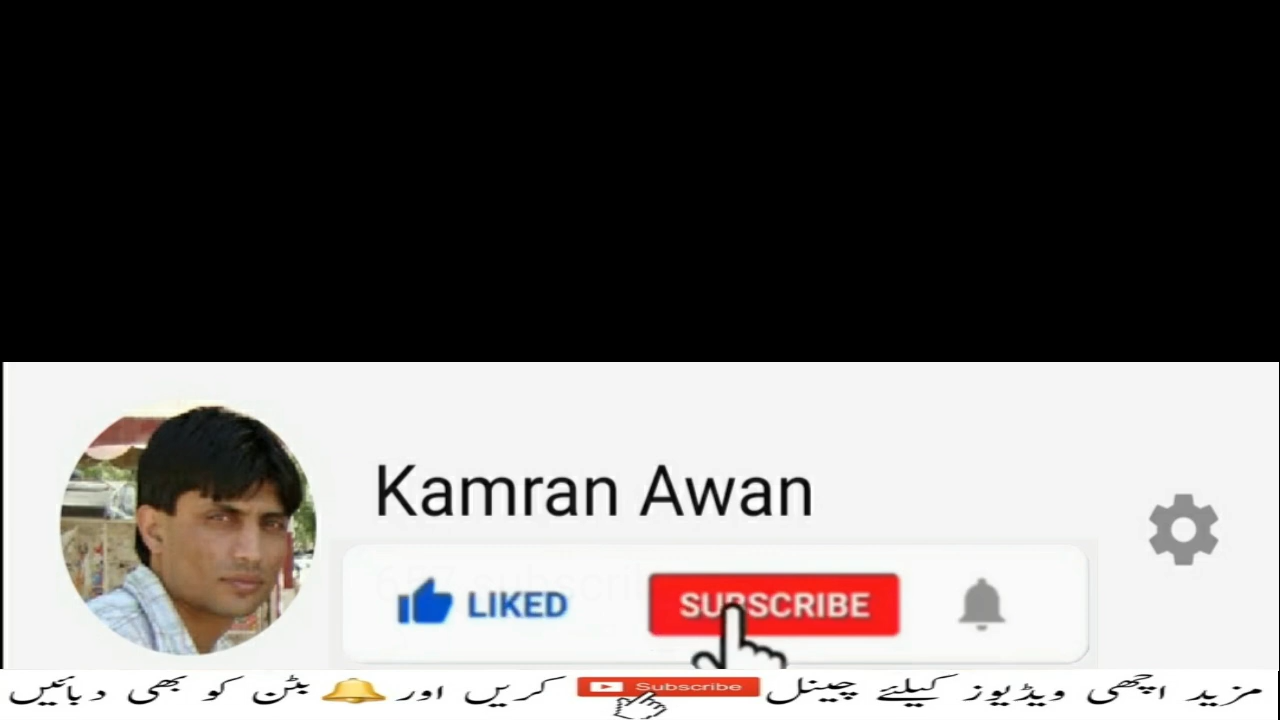 Kamran Awan
LIKED SUBSCRIBE
مزید اچھی ویڈیوز کیلئے چینل Subscribe کریں اور بٹن کو بھی دبائیں